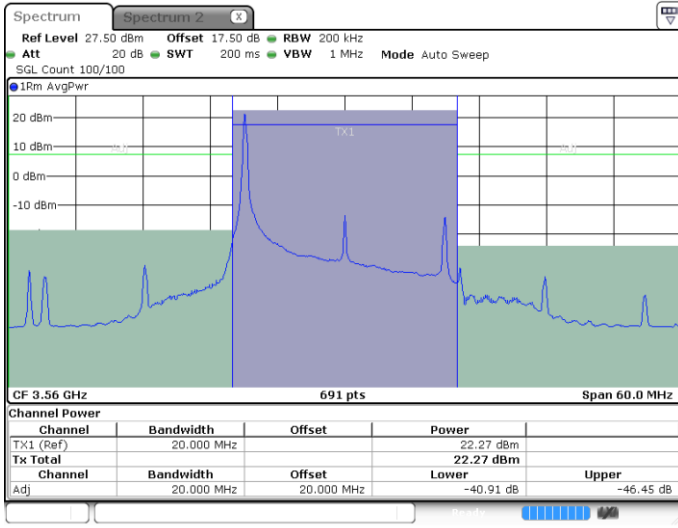 Spectrum Spectrum 2 X
Ref Level 27.50 dBm Offset 17.50 dB RBW 200 kHz
Att 20 dB SWT 200 ms VBW 1 MHz Mode Auto Sweep
SGL Count 100/100
1Rm AvgPwr
20 dBm
TX1
10 dBm
Adj Adj
0 dBm
-10 dBm
CF 3.56 GHz 691 pts Span 60.0 MHz
Channel Power
Channel Bandwidth Offset Power
TX1 (Ref) 20.000 MHz 22.27 dBm
Tx Total 22.27 dBm
Channel Bandwidth Offset Lower Upper
Adj 20.000 MHz 20.000 MHz -40.91 dB -46.45 dB
Ready